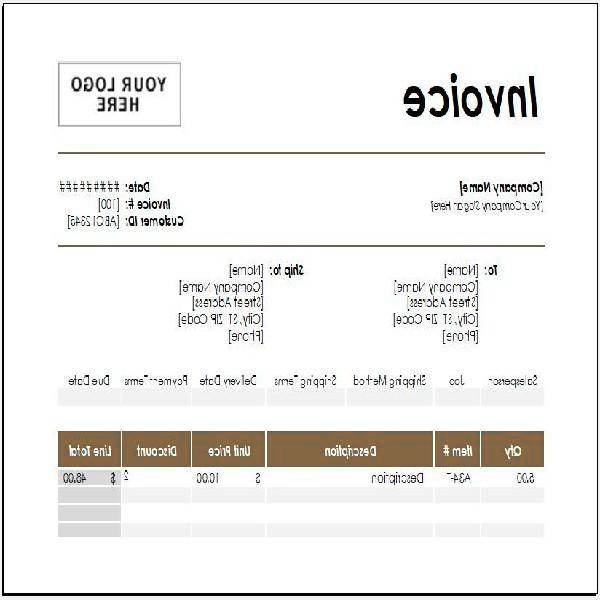 Invoice
YOUR LOGO
HERE
[Company Name]
[Your Company Slogan Here]
Date: ########
Invoice #: [100]
Customer ID: [ABC12345]
To: [Name]
[Company Name]
[Street Address]
[City, ST ZIP Code]
[Phone]
Ship to: [Name]
[Company Name]
[Street Address]
[City, ST ZIP Code]
[Phone]
Salesperson Job Shipping Method Shipping Terms Delivery Date Payment Terms Due Date
Qty Item # Description Unit Price Discount Line Total
5.00 A34-T Description $ 10.00 2 $ 48.00